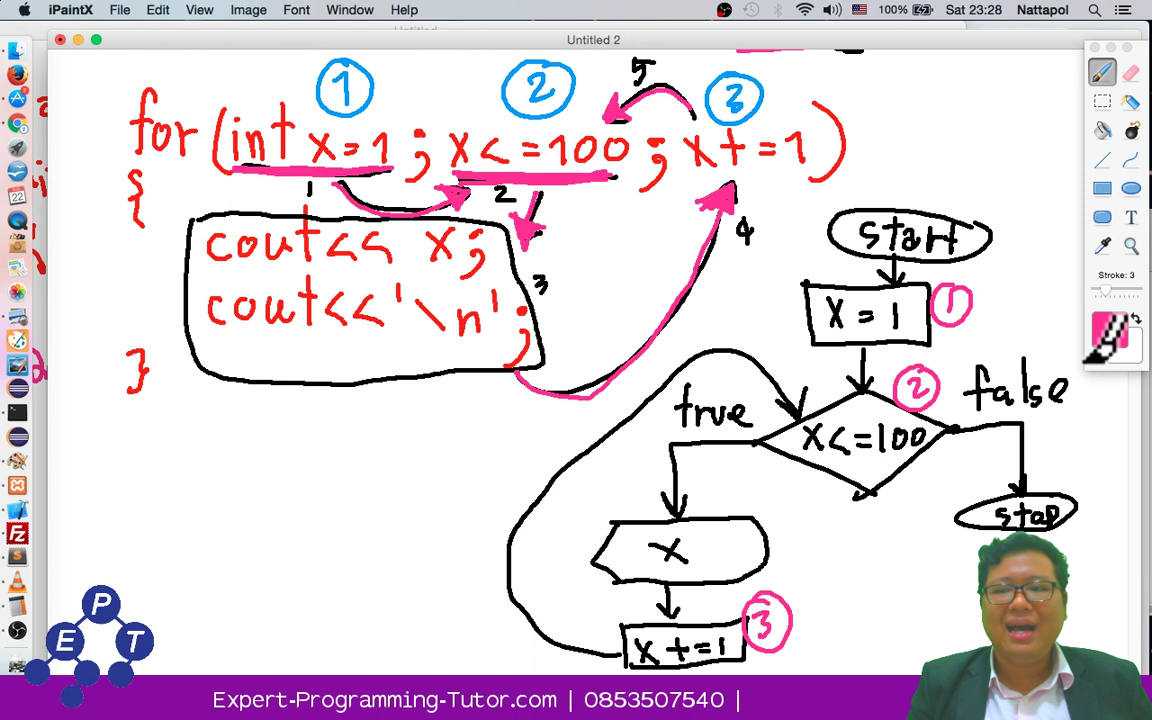 iPaintX File Edit View Image Font Window Help 100% Sat 23:28 Nattapol
Untitled 2
1 2 5 3
for (int x=1 ; x<=100 ; x+=1)
1 2 4
{
cout<< x;
3
cout<<'\n';
}
start
x = 1 1
2
true x<=100 false
stop
x
x+=1 3
Stroke: 3
T
P
E T
Expert-Programming-Tutor.com | 0853507540 |